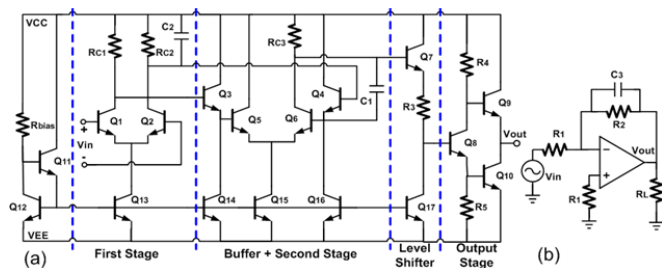 VCC
RC1
RC2
C2
RC3
Q7
R4
C3
Q3
Q4
C1
Q9
R2
Rbias
Q1
Q2
Q5
Q6
R3
Vout
R1
Vout
+
Vin
-
Q11
Q8
Q10
Vin
R1
RL
Q12
Q13
Q14
Q15
Q16
Q17
R5
VEE
(a)
First Stage
Buffer + Second Stage
Level
Shifter
Output
Stage
(b)
-
+